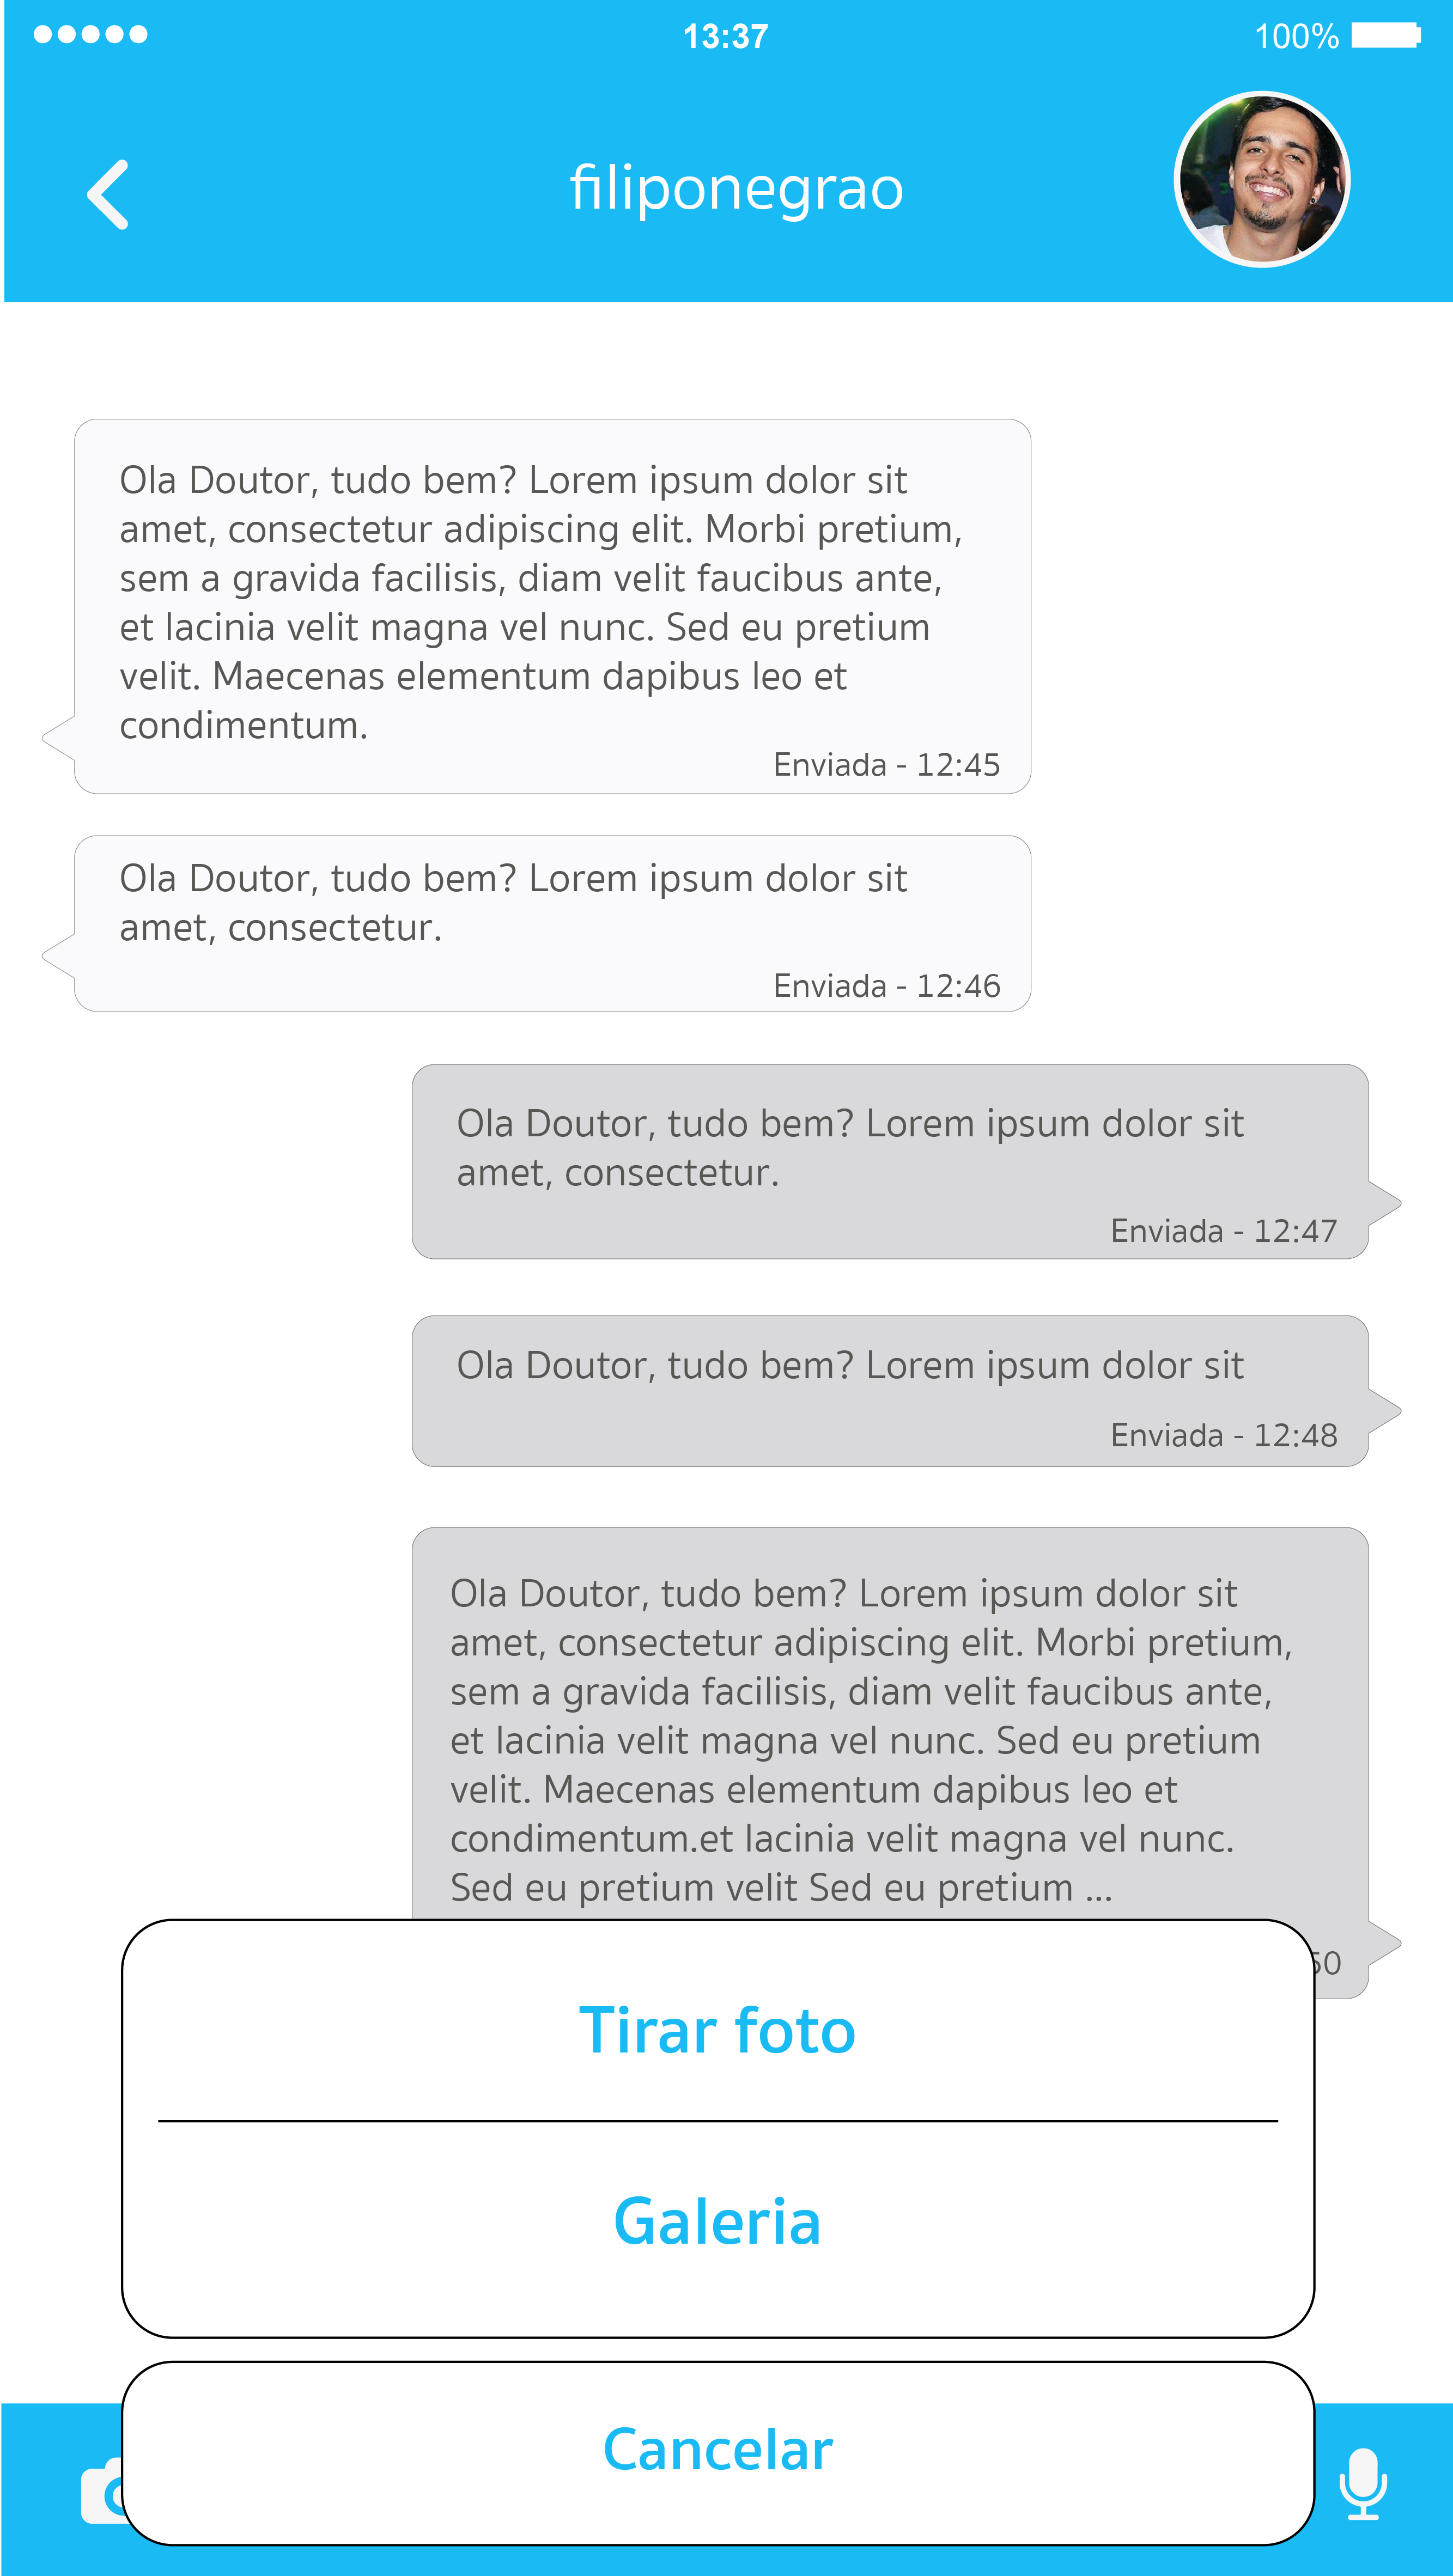 13:37
100%
filiponegrao
Ola Doutor, tudo bem? Lorem ipsum dolor sit
amet, consectetur adipiscing elit. Morbi pretium,
sem a gravida facilisis, diam velit faucibus ante,
et lacinia velit magna vel nunc. Sed eu pretium
velit. Maecenas elementum dapibus leo et
condimentum.
Enviada - 12:45
Ola Doutor, tudo bem? Lorem ipsum dolor sit
amet, consectetur.
Enviada - 12:46
Ola Doutor, tudo bem? Lorem ipsum dolor sit
amet, consectetur.
Enviada - 12:47
Ola Doutor, tudo bem? Lorem ipsum dolor sit
Enviada - 12:48
Ola Doutor, tudo bem? Lorem ipsum dolor sit
amet, consectetur adipiscing elit. Morbi pretium,
sem a gravida facilisis, diam velit faucibus ante,
et lacinia velit magna vel nunc. Sed eu pretium
velit. Maecenas elementum dapibus leo et
condimentum.et lacinia velit magna vel nunc.
Sed eu pretium velit Sed eu pretium ...
Tirar foto
Galeria
Cancelar